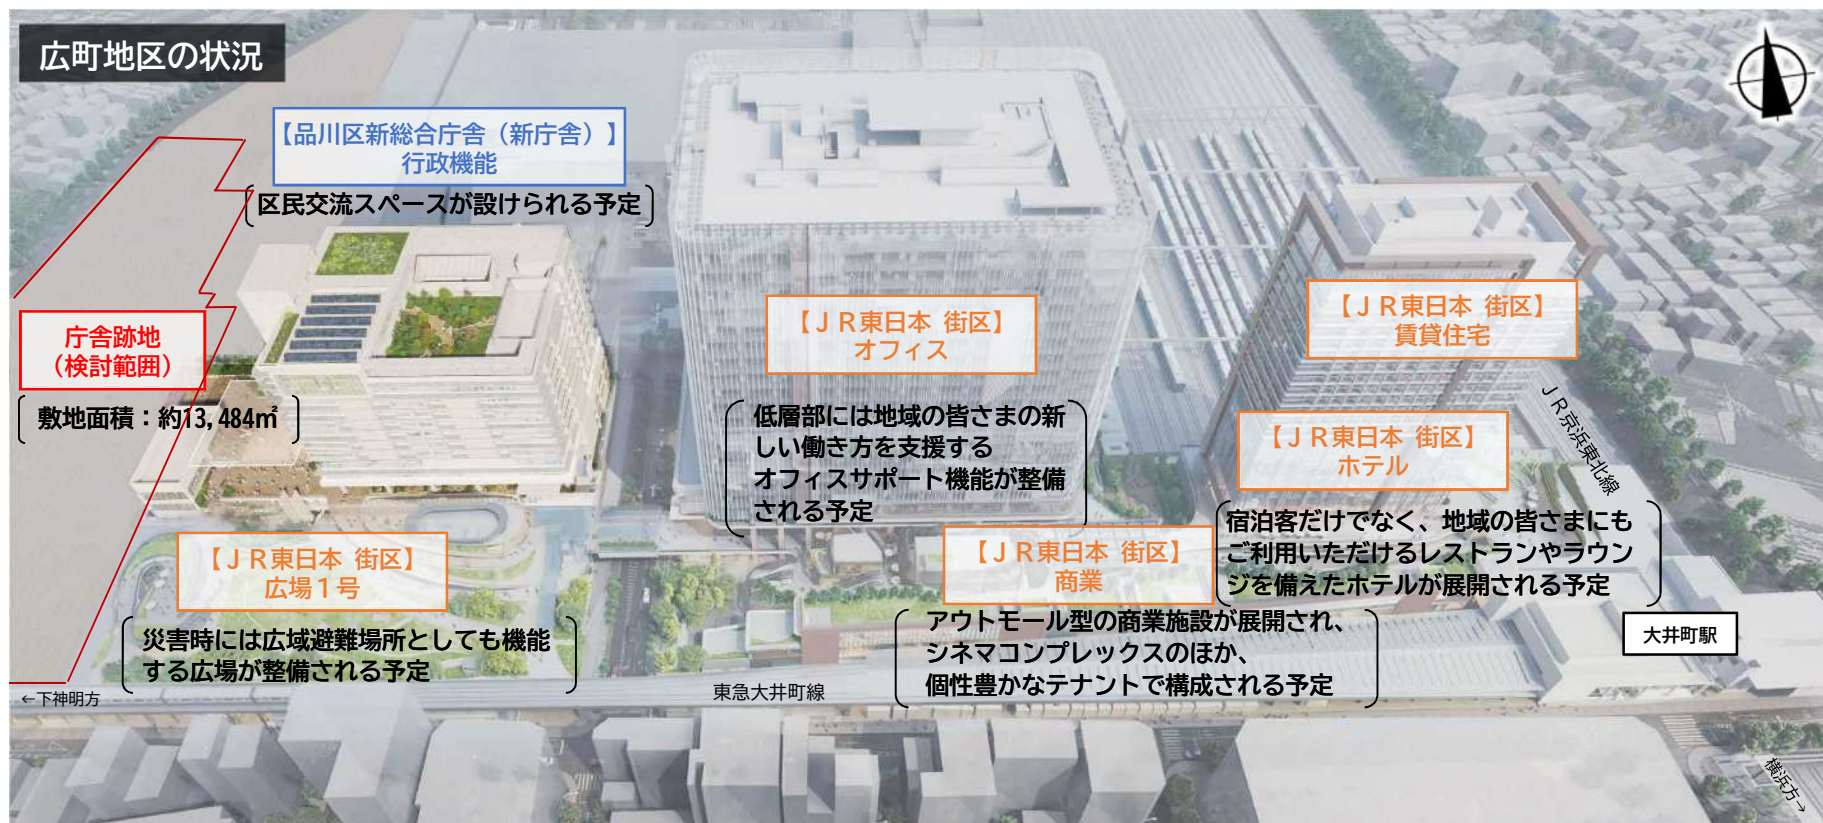 広町地区の状況
【品川区新総合庁舎（新庁舎）】
行政機能
区民交流スペースが設けられる予定
庁舎跡地
（検討範囲）
敷地面積：約13,484㎡
【ＪＲ東日本 街区】
オフィス
低層部には地域の皆さまの新
しい働き方を支援する
オフィスサポート機能が整備
される予定
【ＪＲ東日本 街区】
賃貸住宅
【ＪＲ東日本 街区】
ホテル
宿泊客だけでなく、地域の皆さまにも
ご利用いただけるレストランやラウン
ジを備えたホテルが展開される予定
ＪＲ京浜東北線
【ＪＲ東日本 街区】
広場１号
災害時には広域避難場所としても機能
する広場が整備される予定
【ＪＲ東日本 街区】
商業
アウトモール型の商業施設が展開され、
シネマコンプレックスのほか、
個性豊かなテナントで構成される予定
大井町駅
←下神明方
東急大井町線
横浜方→